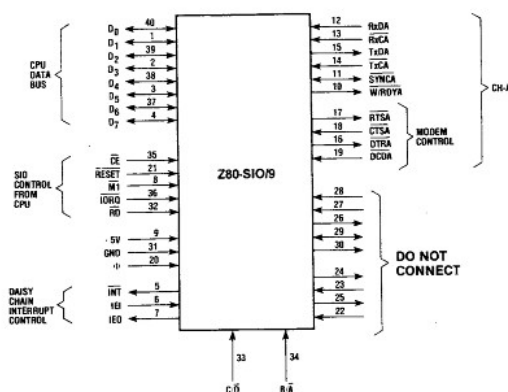 CPU
DATA
BUS
D0 40
D1 1
D2 39
D3 2
D4 38
D5 3
D6 37
D7 4
SIO
CONTROL
FROM
CPU
CE 35
RESET 21
M1 8
IORQ 36
RD 32
5V 9
GND 31
20
DAISY
CHAIN
INTERRUPT
CONTROL
INT 5
IEI 6
IEO 7
Z80-SIO/9
12 RxDA
13 RxCA
15 TxDA
14 TxCA
11 SYNCA
10 W/RDYA
CH-A
17 RTSA
18 CTSA
16 DTRA
19 DCDA
MODEM
CONTROL
28
27
26
29
30
24
23
25
22
DO NOT
CONNECT
33
34
C/D
B/A